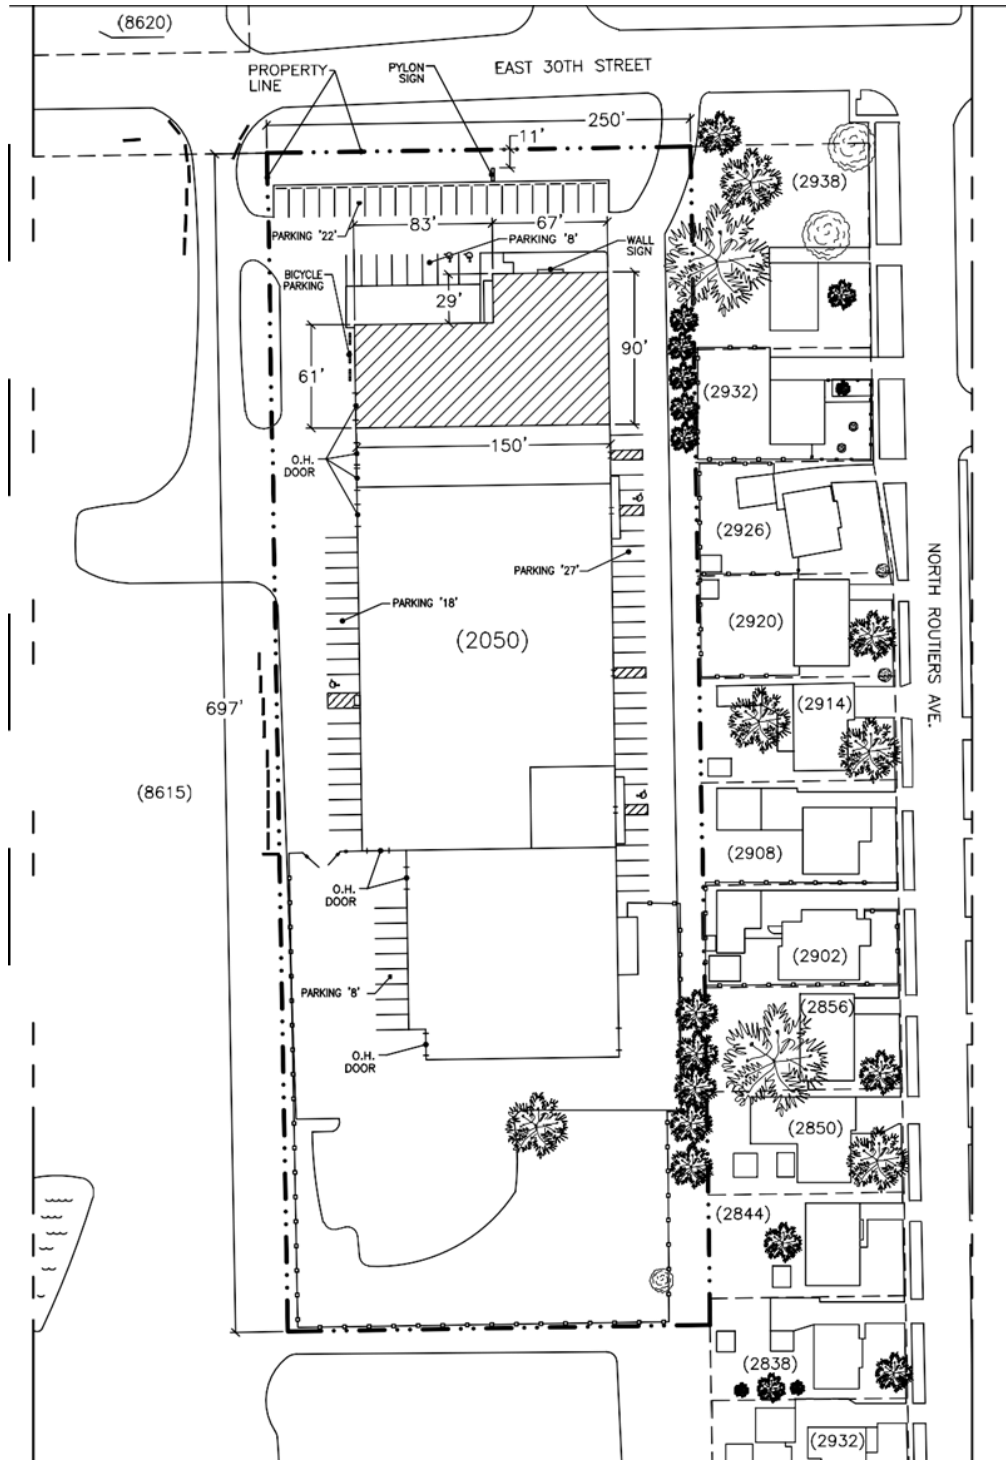 (8620)
PROPERTY
LINE
PYLON
SIGN
EAST 30TH STREET
250'
11'
(2938)
PARKING '22'
83'
67'
PARKING '8'
WALL
SIGN
BICYCLE
PARKING
29'
90'
61'
(2932)
150'
O.H.
DOOR
(2926)
PARKING '27'
NORTH ROUTIERS AVE.
PARKING '18'
(2050)
(2920)
697'
(2914)
(8615)
(2908)
O.H.
DOOR
(2902)
PARKING '8'
(2856)
O.H.
DOOR
(2850)
(2844)
(2838)
(2932)